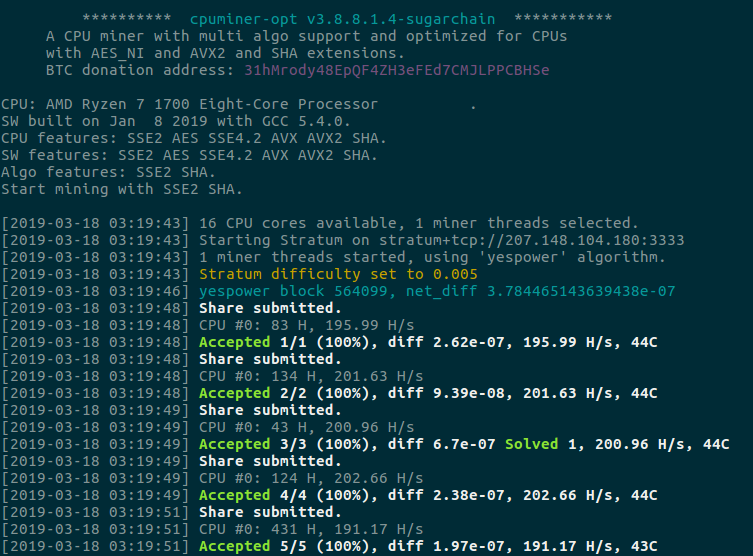 ********** cpuminer-opt v3.8.8.1.4-sugarchain ***********
A CPU miner with multi algo support and optimized for CPUs
with AES_NI and AVX2 and SHA extensions.
BTC donation address: 31hMrody48EpQF4ZH3eFEd7CMJLPPCBHSe
CPU: AMD Ryzen 7 1700 Eight-Core Processor .
SW built on Jan 8 2019 with GCC 5.4.0.
CPU features: SSE2 AES SSE4.2 AVX AVX2 SHA.
SW features: SSE2 AES SSE4.2 AVX AVX2 SHA.
Algo features: SSE2 SHA.
Start mining with SSE2 SHA.
[2019-03-18 03:19:43] 16 CPU cores available, 1 miner threads selected.
[2019-03-18 03:19:43] Starting Stratum on stratum+tcp://207.148.104.180:3333
[2019-03-18 03:19:43] 1 miner threads started, using 'yespower' algorithm.
[2019-03-18 03:19:43] Stratum difficulty set to 0.005
[2019-03-18 03:19:46] yespower block 564099, net_diff 3.784465143639438e-07
[2019-03-18 03:19:48] Share submitted.
[2019-03-18 03:19:48] CPU #0: 83 H, 195.99 H/s
[2019-03-18 03:19:48] Accepted 1/1 (100%), diff 2.62e-07, 195.99 H/s, 44C
[2019-03-18 03:19:48] Share submitted.
[2019-03-18 03:19:48] CPU #0: 134 H, 201.63 H/s
[2019-03-18 03:19:48] Accepted 2/2 (100%), diff 9.39e-08, 201.63 H/s, 44C
[2019-03-18 03:19:49] Share submitted.
[2019-03-18 03:19:49] CPU #0: 43 H, 200.96 H/s
[2019-03-18 03:19:49] Accepted 3/3 (100%), diff 6.7e-07 Solved 1, 200.96 H/s, 44C
[2019-03-18 03:19:49] Share submitted.
[2019-03-18 03:19:49] CPU #0: 124 H, 202.66 H/s
[2019-03-18 03:19:49] Accepted 4/4 (100%), diff 2.38e-07, 202.66 H/s, 44C
[2019-03-18 03:19:51] Share submitted.
[2019-03-18 03:19:51] CPU #0: 431 H, 191.17 H/s
[2019-03-18 03:19:51] Accepted 5/5 (100%), diff 1.97e-07, 191.17 H/s, 43C